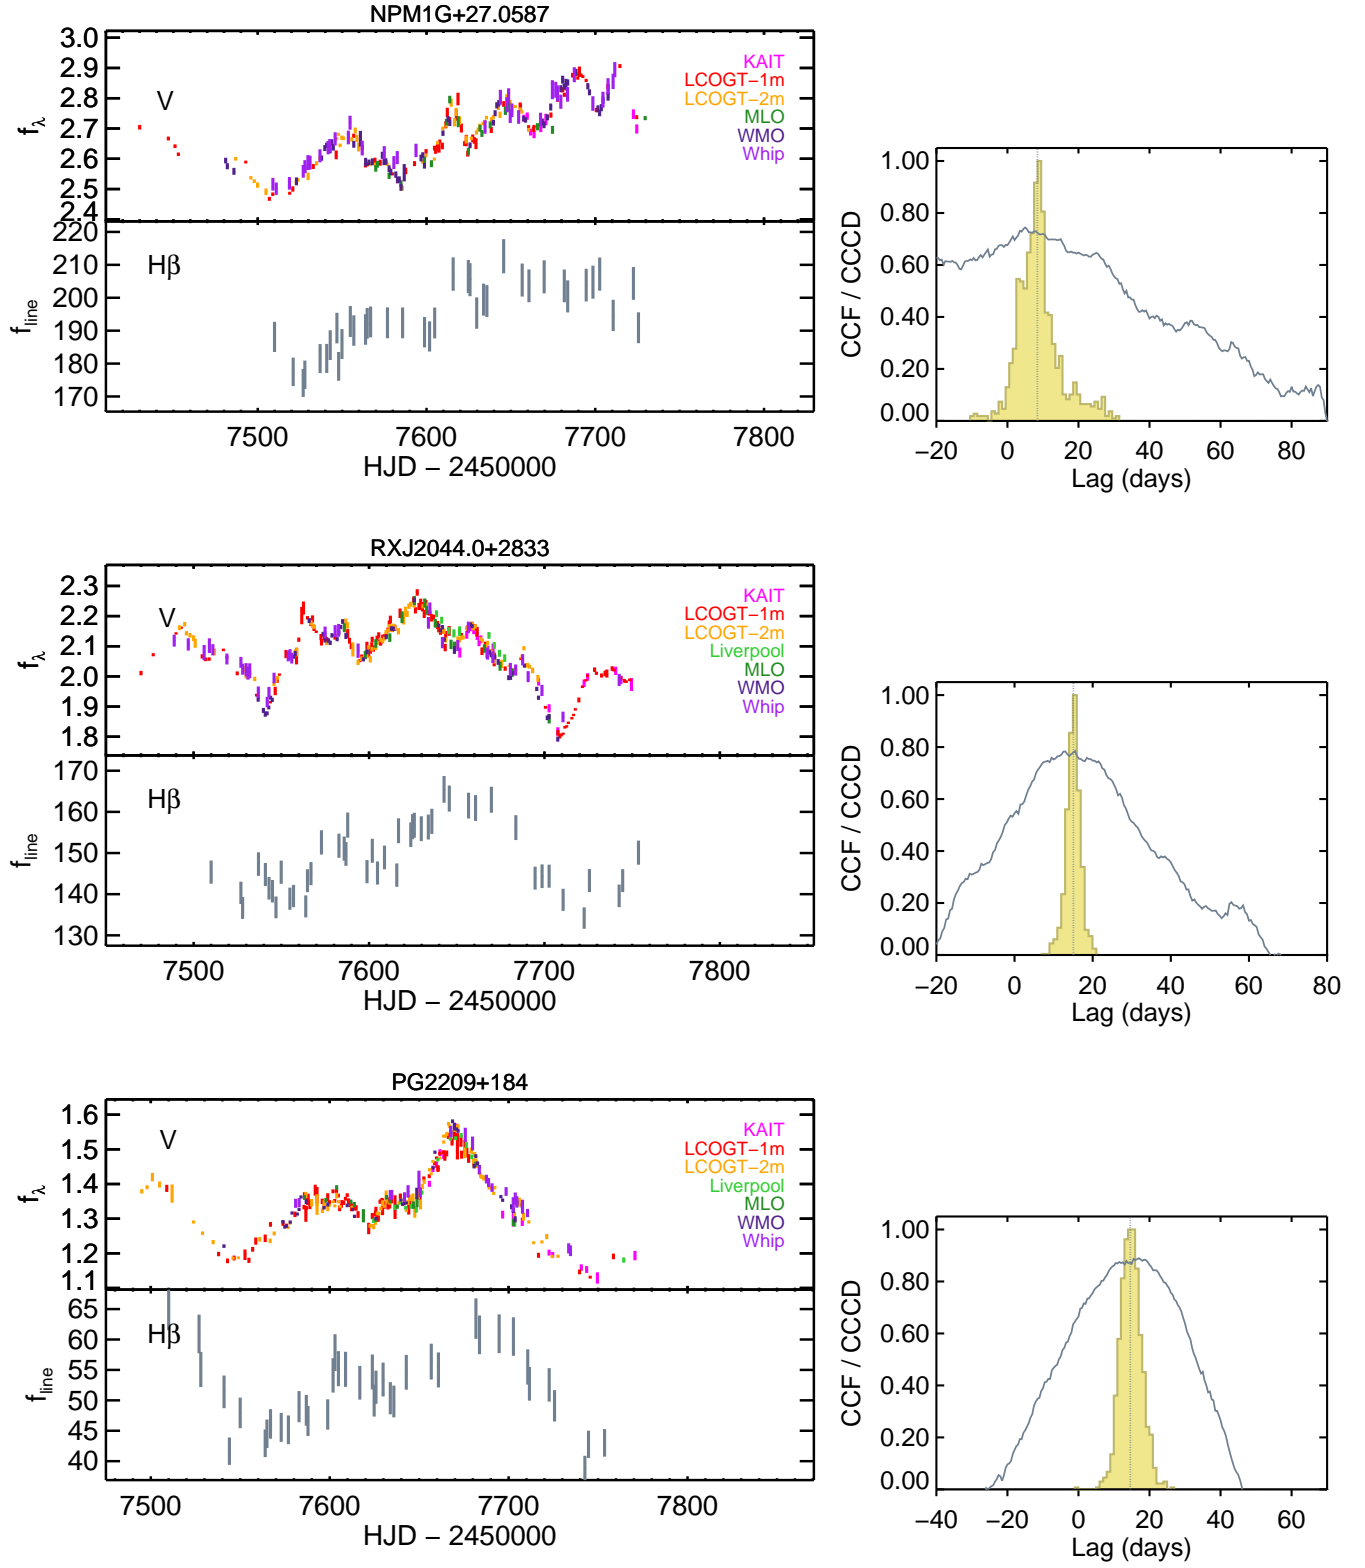 NPM1G+27.0587
3.0
2.9
2.8
2.7
2.6
2.5
2.4
fλ
V
KAIT
LCOGT−1m
LCOGT−2m
MLO
WMO
Whip
220
210
200
190
180
170
fline
Hβ
7500 7600 7700 7800
HJD − 2450000
1.00
0.80
0.60
0.40
0.20
0.00
CCF / CCCD
−20 0 20 40 60 80
Lag (days)
RXJ2044.0+2833
2.3
2.2
2.1
2.0
1.9
1.8
fλ
V
KAIT
LCOGT−1m
LCOGT−2m
Liverpool
MLO
WMO
Whip
170
160
150
140
130
fline
Hβ
7500 7600 7700 7800
HJD − 2450000
1.00
0.80
0.60
0.40
0.20
0.00
CCF / CCCD
−20 0 20 40 60 80
Lag (days)
PG2209+184
1.6
1.5
1.4
1.3
1.2
1.1
fλ
V
KAIT
LCOGT−1m
LCOGT−2m
Liverpool
MLO
WMO
Whip
65
60
55
50
45
40
fline
Hβ
7500 7600 7700 7800
HJD − 2450000
1.00
0.80
0.60
0.40
0.20
0.00
CCF / CCCD
−40 −20 0 20 40 60
Lag (days)